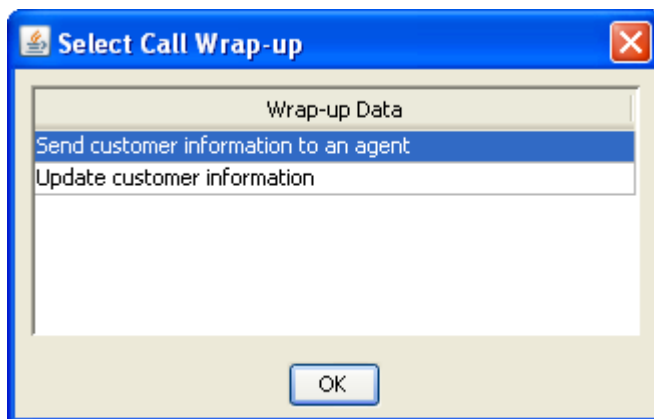 Select Call Wrap-up
Wrap-up Data
Send customer information to an agent
Update customer information
OK